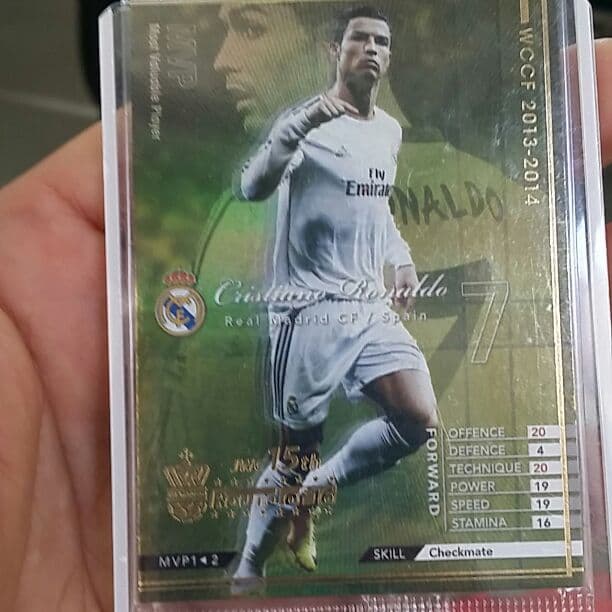 MVP
Most Valuable Player
WCCF 2013-2014
Fly
Emirates
NALDO
Cristiano Ronaldo
7
Real Madrid CF / Spain
15th
FORWARD
OFFENCE 20
DEFENCE 4
TECHNIQUE 20
POWER 19
SPEED 19
STAMINA 16
MVP1◄2
SKILL Checkmate